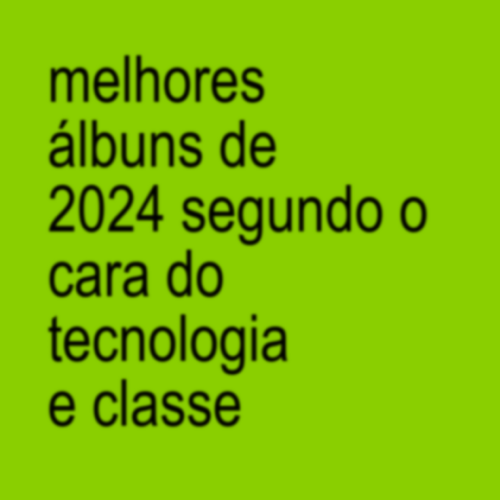 melhores
álbuns de
2024 segundo o
cara do
tecnologia
e classe